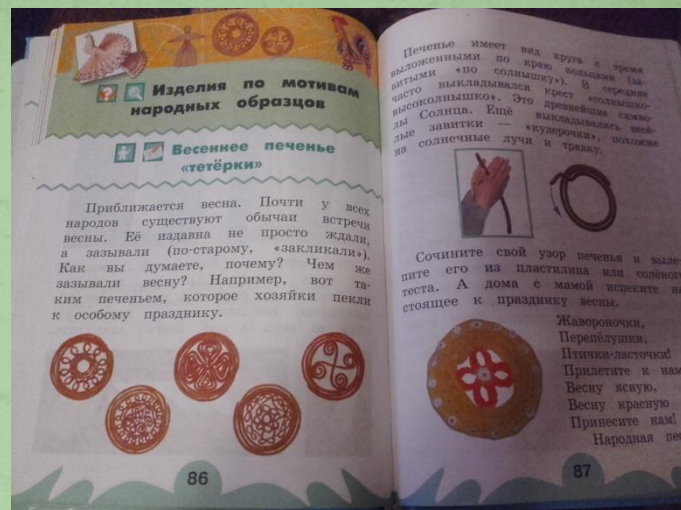 Изделия по мотивам
народных образцов
Весеннее печенье
«тетёрки»
Приближается весна. Почти у всех
народов существуют обычаи встречи
весны. Её издавна не просто ждали,
а зазывали (по-старому, «закликали»).
Как вы думаете, почему? Чем же
зазывали весну? Например, вот та-
ким печеньем, которое хозяйки пекли
к особому празднику.
86
Печенье имеет вид круга с тремя
выложенными по краю кольцами (за-
витыми «по солнышку»). В середине
часто выкладывался крест «солнышко-
высоколнышко». Это древнейшие симво-
лы Солнца. Ещё выкладывались весё-
лые завитки — «кудерочки», похожие
на солнечные лучи и травку.
Сочините свой узор печенья и выле-
пите его из пластилина или солёного
теста. А дома с мамой испеките на-
стоящее к празднику весны.
Жавороночки,
Перепёлушки,
Птички-ласточки!
Прилетите к нам
Весну ясную,
Весну красную
Принесите нам!
Народная пес
87